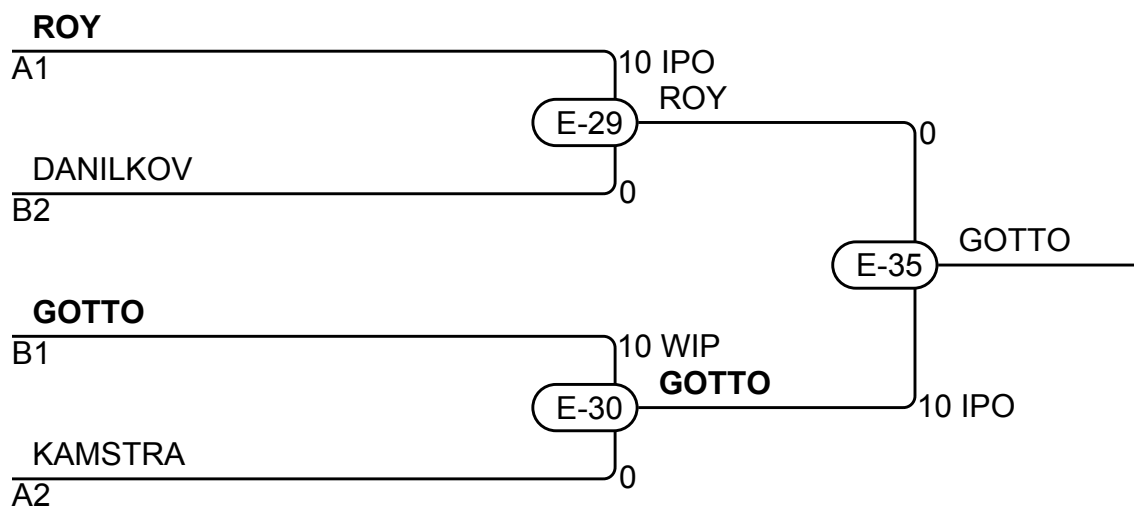 ROY
A1
10 IPO
ROY
E-29
0
DANILKOV
B2
0
GOTTO
E-35
GOTTO
B1
10 WIP
GOTTO
E-30
10 IPO
KAMSTRA
A2
0